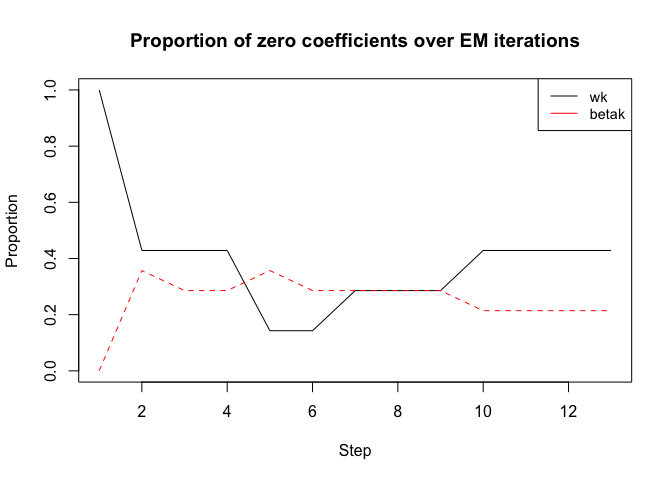 Proportion of zero coefficients over EM iterations
wk
betak
Proportion
1.0
0.8
0.6
0.4
0.2
0.0
2 4 6 8 10 12
Step